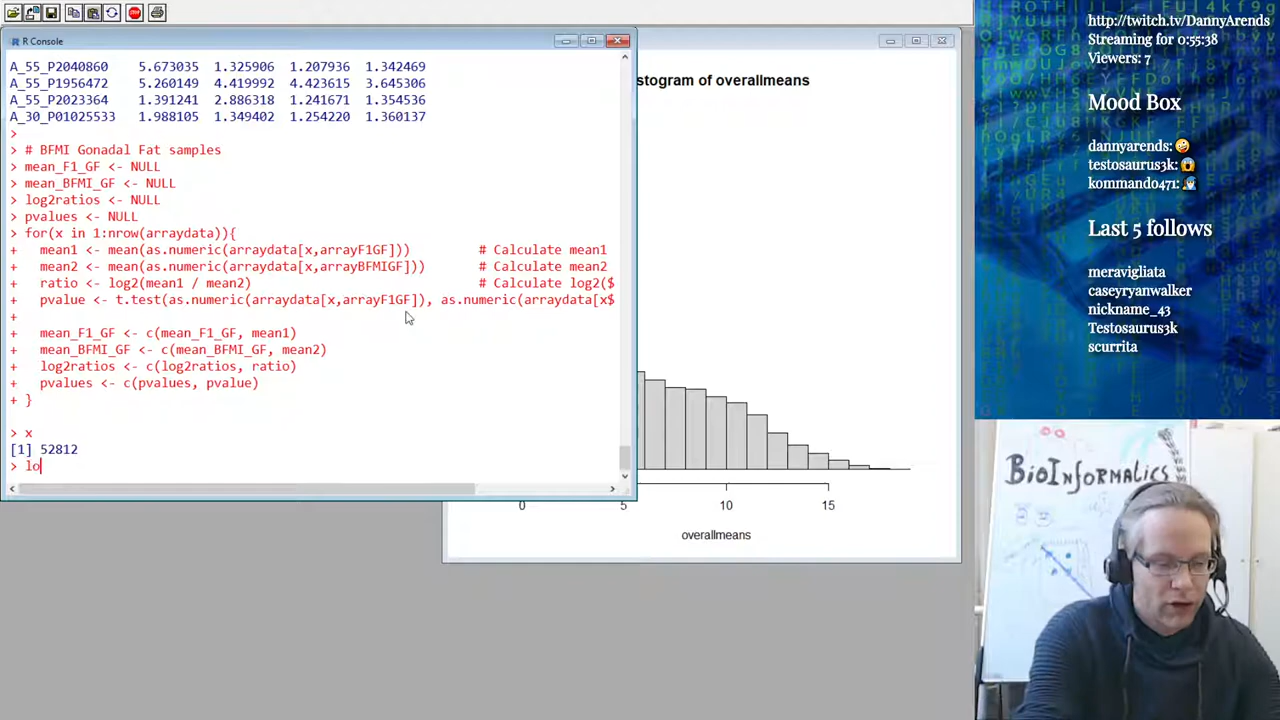 R Console
A_55_P2040860 5.673035 1.325906 1.207936 1.342469
A_55_P1956472 5.260149 4.419992 4.423615 3.645306
A_55_P2023364 1.391241 2.886318 1.241671 1.354536
A_30_P01025533 1.988105 1.349402 1.254220 1.360137
>
> # BFMI Gonadal Fat samples
> mean_F1_GF <- NULL
> mean_BFMI_GF <- NULL
> log2ratios <- NULL
> pvalues <- NULL
> for(x in 1:nrow(arraydata)){
+ mean1 <- mean(as.numeric(arraydata[x,arrayF1GF])) # Calculate mean1
+ mean2 <- mean(as.numeric(arraydata[x,arrayBFMIGF])) # Calculate mean2
+ ratio <- log2(mean1 / mean2) # Calculate log2($
+ pvalue <- t.test(as.numeric(arraydata[x,arrayF1GF]), as.numeric(arraydata[x$
+
+ mean_F1_GF <- c(mean_F1_GF, mean1)
+ mean_BFMI_GF <- c(mean_BFMI_GF, mean2)
+ log2ratios <- c(log2ratios, ratio)
+ pvalues <- c(pvalues, pvalue)
+ }
> x
[1] 52812
> lo
stogram of overallmeans
0 5 10 15
overallmeans
http://twitch.tv/DannyArends
Streaming for 0:55:38
Viewers: 7
Mood Box
dannyarends: 🤪
testosaurus3k: 😱
kommando471: 🧙
Last 5 follows
meravigliata
caseyryanwalker
nickname_43
Testosaurus3k
scurrita
BioInformatics